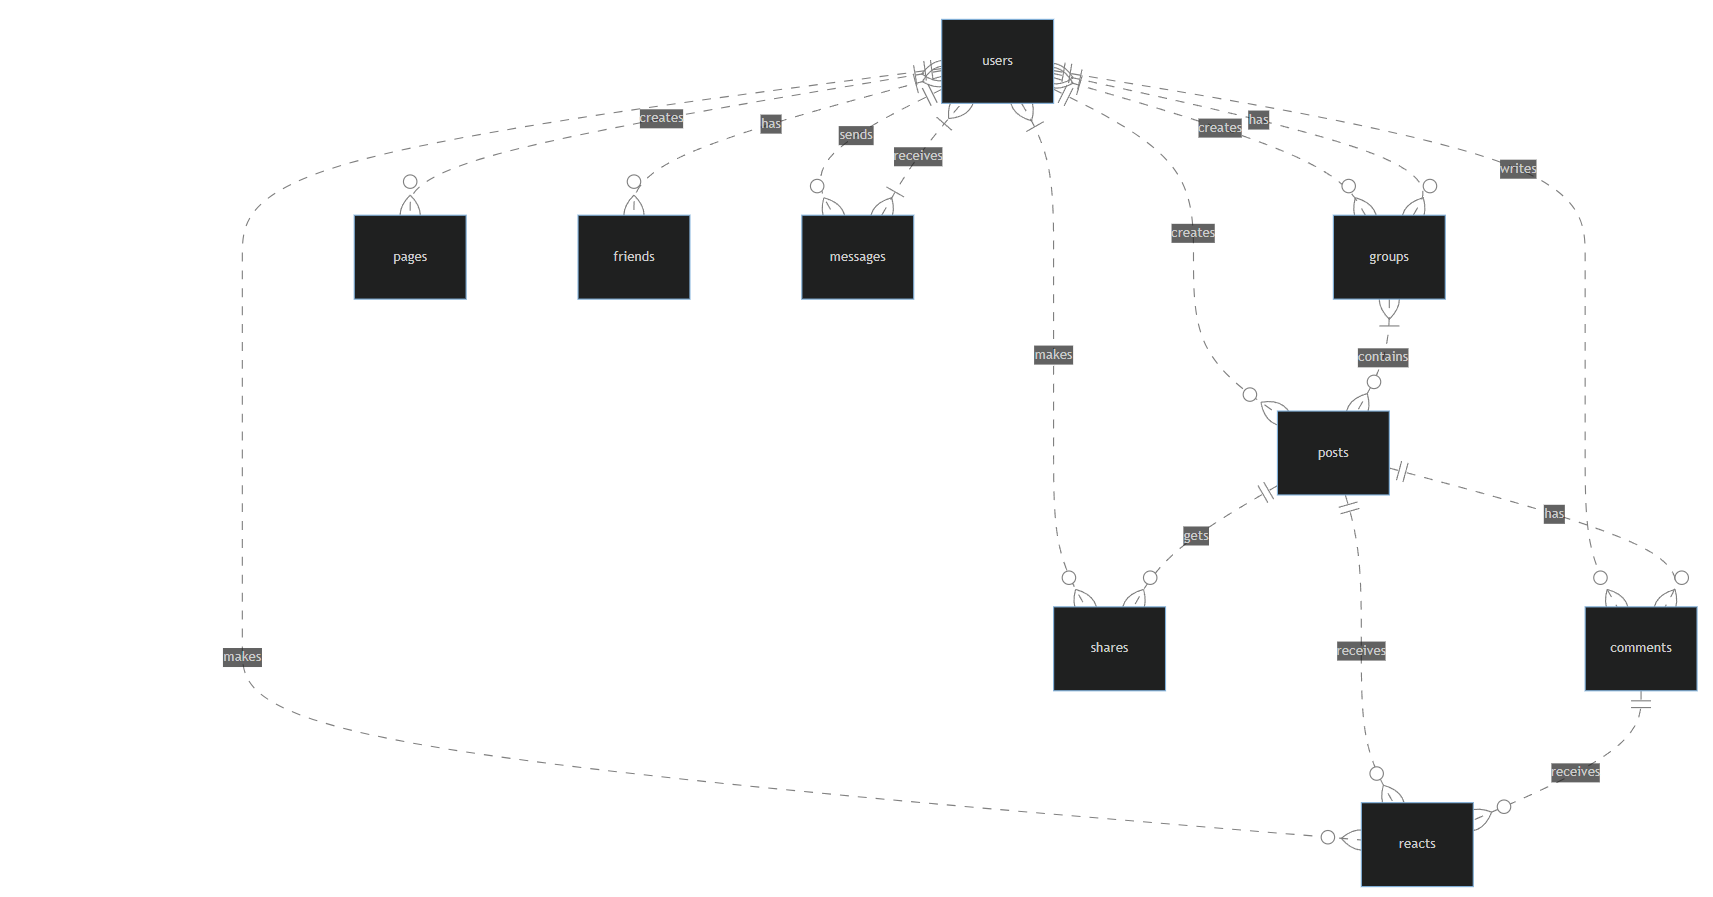 users
creates
has
sends
receives
creates
has
writes
pages
friends
messages
creates
groups
makes
contains
posts
gets
has
shares
receives
comments
makes
receives
reacts